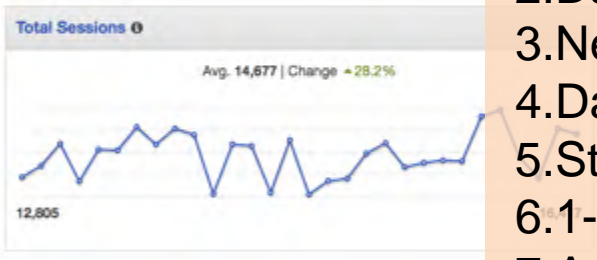 Total Sessions
Avg. 14,677 | Change 28.2%
12,805
3.Ne
4.Da
5.St
6.1-